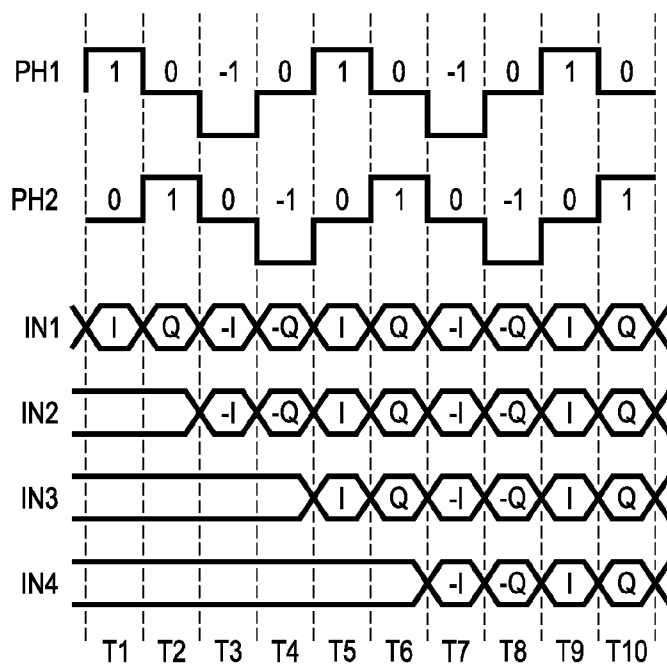 PH1 1 0 -1 0 1 0 -1 0 1 0
PH2 0 1 0 -1 0 1 0 -1 0 1
IN1 I Q -I -Q I Q -I -Q I Q
IN2 -I -Q I Q -I -Q I Q
IN3 I Q -I -Q I Q
IN4 -I -Q I Q
T1 T2 T3 T4 T5 T6 T7 T8 T9 T10